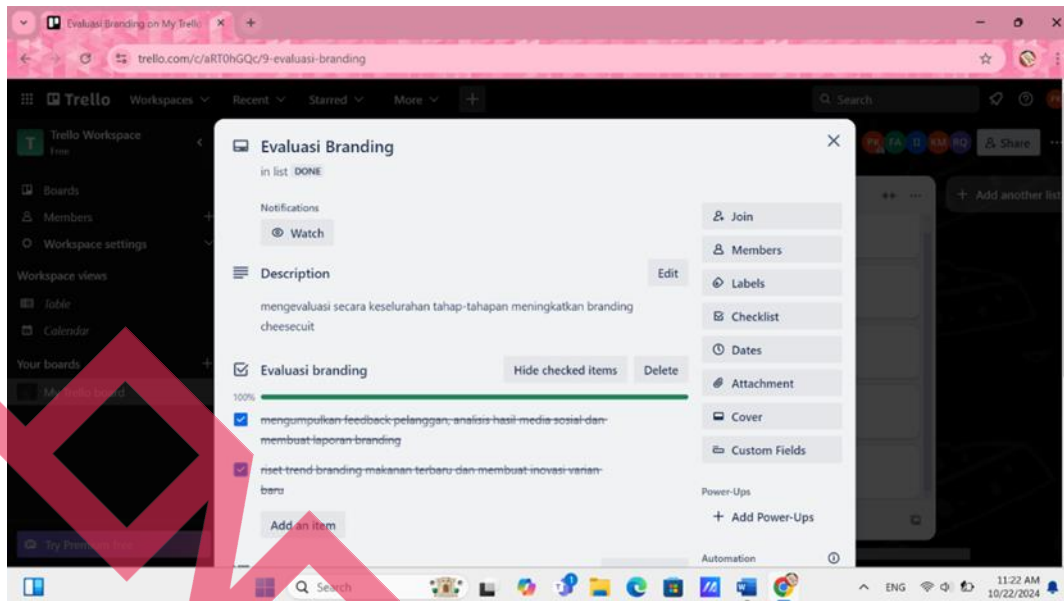 Evaluasi Branding on My Trello
trello.com/c/aRT0hGQc/9-evaluasi-branding
Trello Workspaces Recent Starred More Search
T Trello Workspace
Free
PK FA KM RQ Share
Boards
Members
Workspace settings
Workspace views
Table
Calendar
Your boards
My Trello board
Try Premium free
Add another list
Evaluasi Branding
in list DONE
Notifications
Watch
Description Edit
mengevaluasi secara keselurahan tahap-tahapan meningkatkan branding
cheesecuit
Evaluasi branding Hide checked items Delete
100%
mengumpulkan feedback pelanggan, analisis hasil media sosial dan
membuat laporan branding
riset trend branding makanan terbaru dan membuat inovasi varian
baru
Add an item
Join
Members
Labels
Checklist
Dates
Attachment
Cover
Custom Fields
Power-Ups
+ Add Power-Ups
Automation
Search
ENG
11:22 AM
10/22/2024